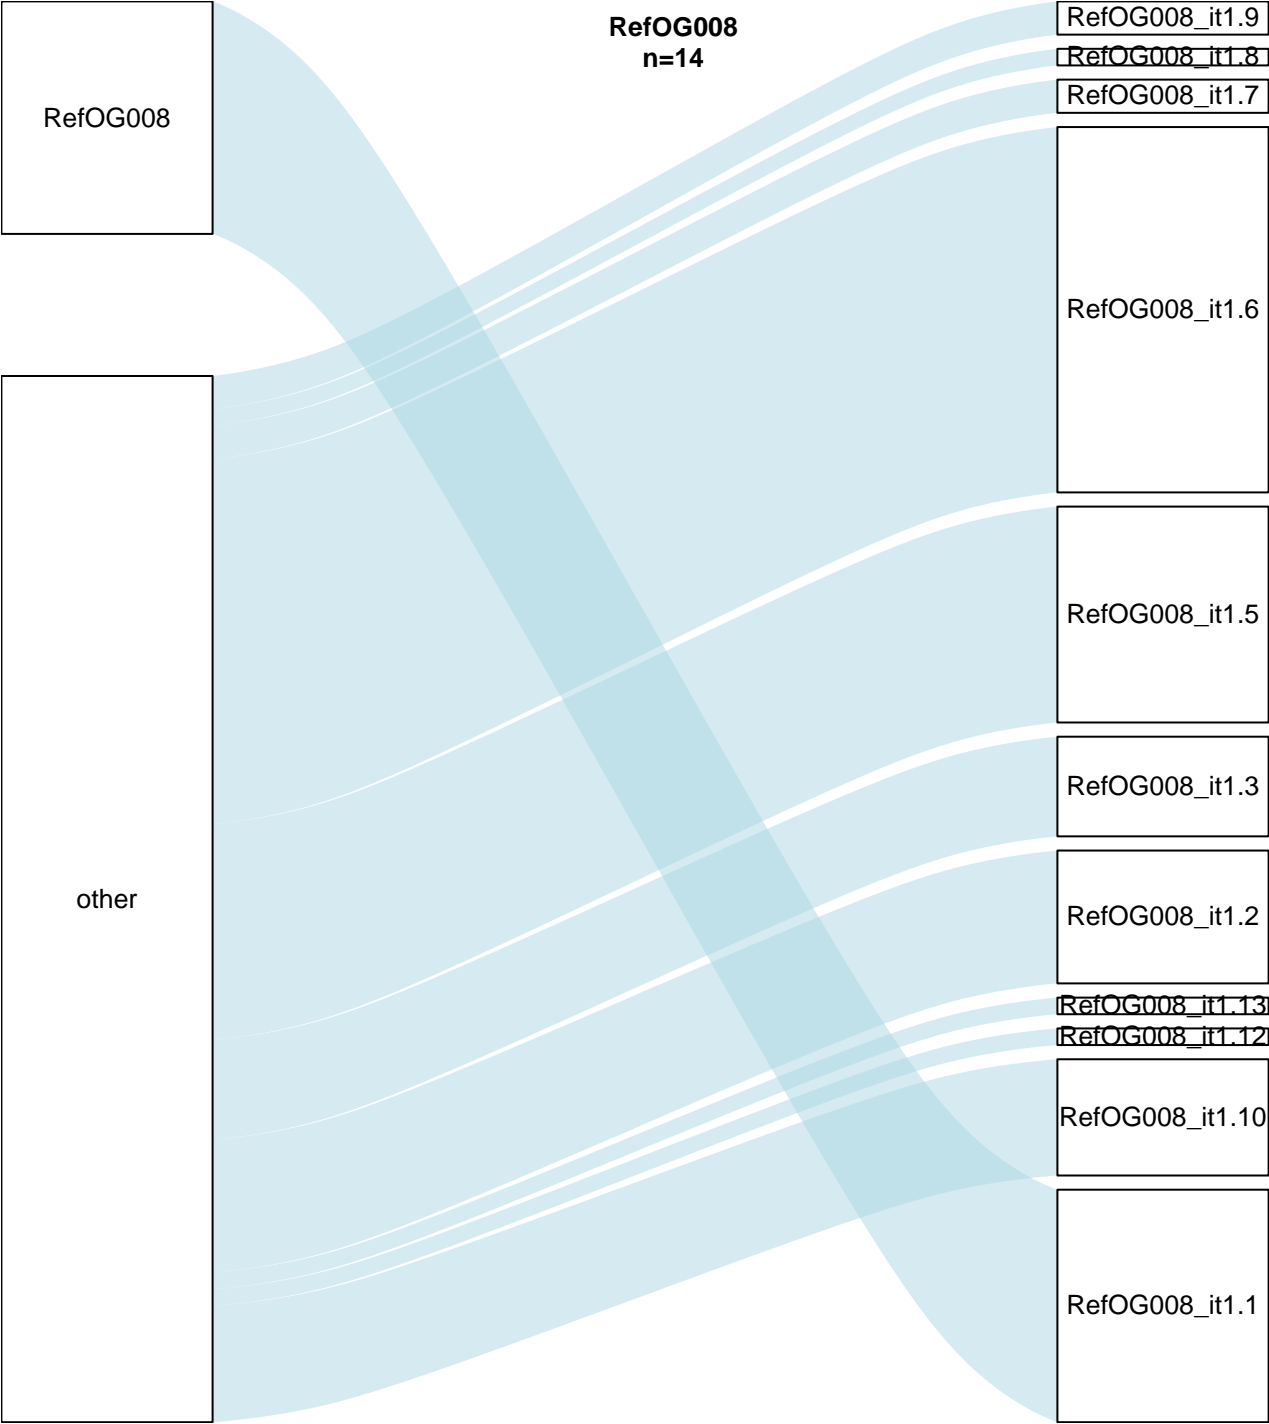 RefOG008
n=14
RefOG008
other
RefOG008_it1.9
RefOG008_it1.8
RefOG008_it1.7
RefOG008_it1.6
RefOG008_it1.5
RefOG008_it1.3
RefOG008_it1.2
RefOG008_it1.13
RefOG008_it1.12
RefOG008_it1.10
RefOG008_it1.1